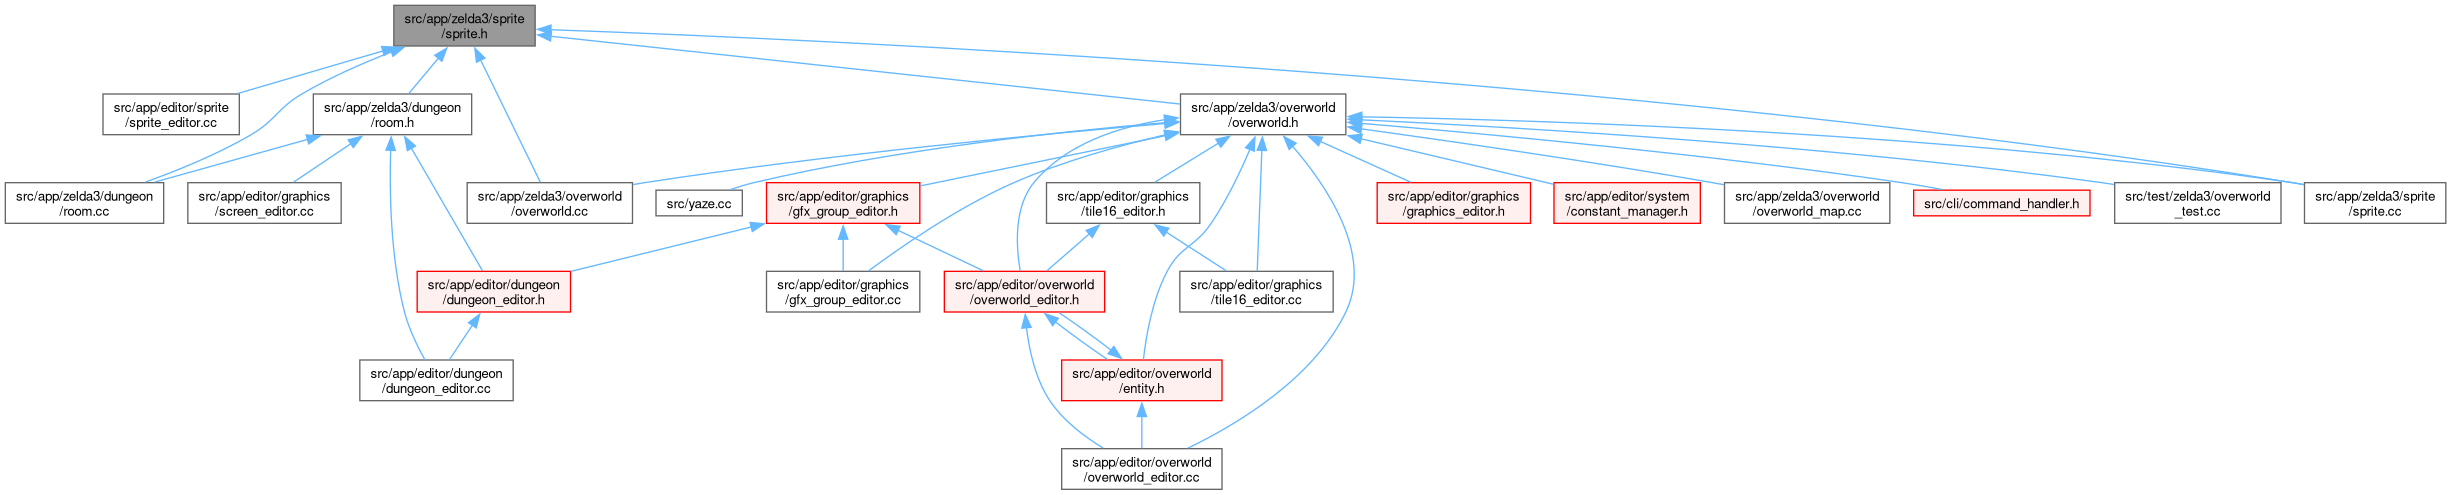 src/app/zelda3/sprite
/sprite.h
src/app/editor/sprite
/sprite_editor.cc
src/app/zelda3/dungeon
/room.h
src/app/zelda3/overworld
/overworld.h
src/app/zelda3/dungeon
/room.cc
src/app/editor/graphics
/screen_editor.cc
src/app/zelda3/overworld
/overworld.cc
src/yaze.cc
src/app/editor/graphics
/gfx_group_editor.h
src/app/editor/graphics
/tile16_editor.h
src/app/editor/graphics
/graphics_editor.h
src/app/editor/system
/constant_manager.h
src/app/zelda3/overworld
/overworld_map.cc
src/cli/command_handler.h
src/test/zelda3/overworld
_test.cc
src/app/zelda3/sprite
/sprite.cc
src/app/editor/dungeon
/dungeon_editor.h
src/app/editor/graphics
/gfx_group_editor.cc
src/app/editor/overworld
/overworld_editor.h
src/app/editor/graphics
/tile16_editor.cc
src/app/editor/dungeon
/dungeon_editor.cc
src/app/editor/overworld
/entity.h
src/app/editor/overworld
/overworld_editor.cc